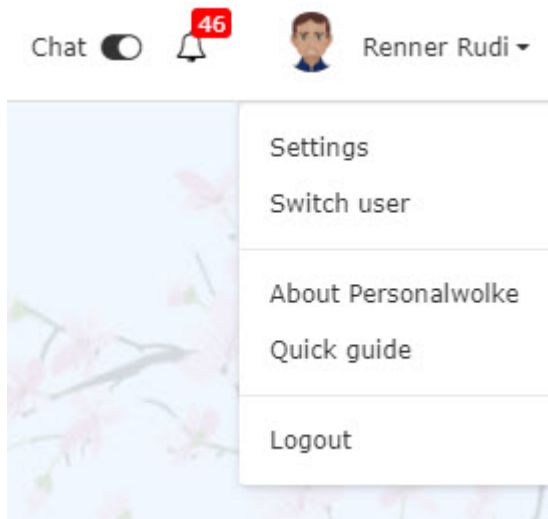 Chat 46 Renner Rudi
Settings
Switch user
About Personalwolke
Quick guide
Logout